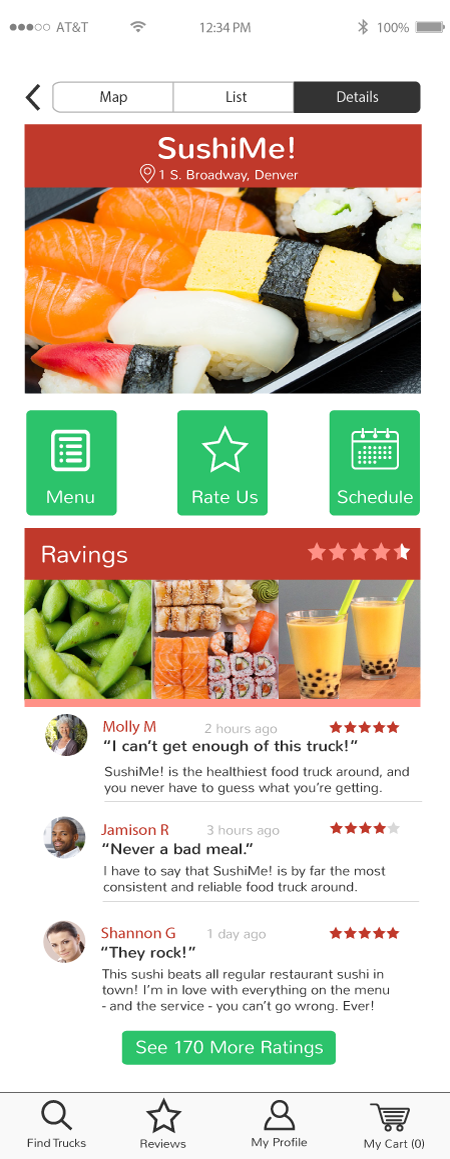 AT&T 12:34 PM 100%
Map List Details
SushiMe!
1 S. Broadway, Denver
Menu Rate Us Schedule
Ravings
Molly M 2 hours ago
“I can’t get enough of this truck!”
SushiMe! is the healthiest food truck around, and
you never have to guess what you’re getting.
Jamison R 3 hours ago
“Never a bad meal.”
I have to say that SushiMe! is by far the most
consistent and reliable food truck around.
Shannon G 1 day ago
“They rock!”
This sushi beats all regular restaurant sushi in
town! I’m in love with everything on the menu
- and the service - you can’t go wrong. Ever!
See 170 More Ratings
Find Trucks Reviews My Profile My Cart (0)